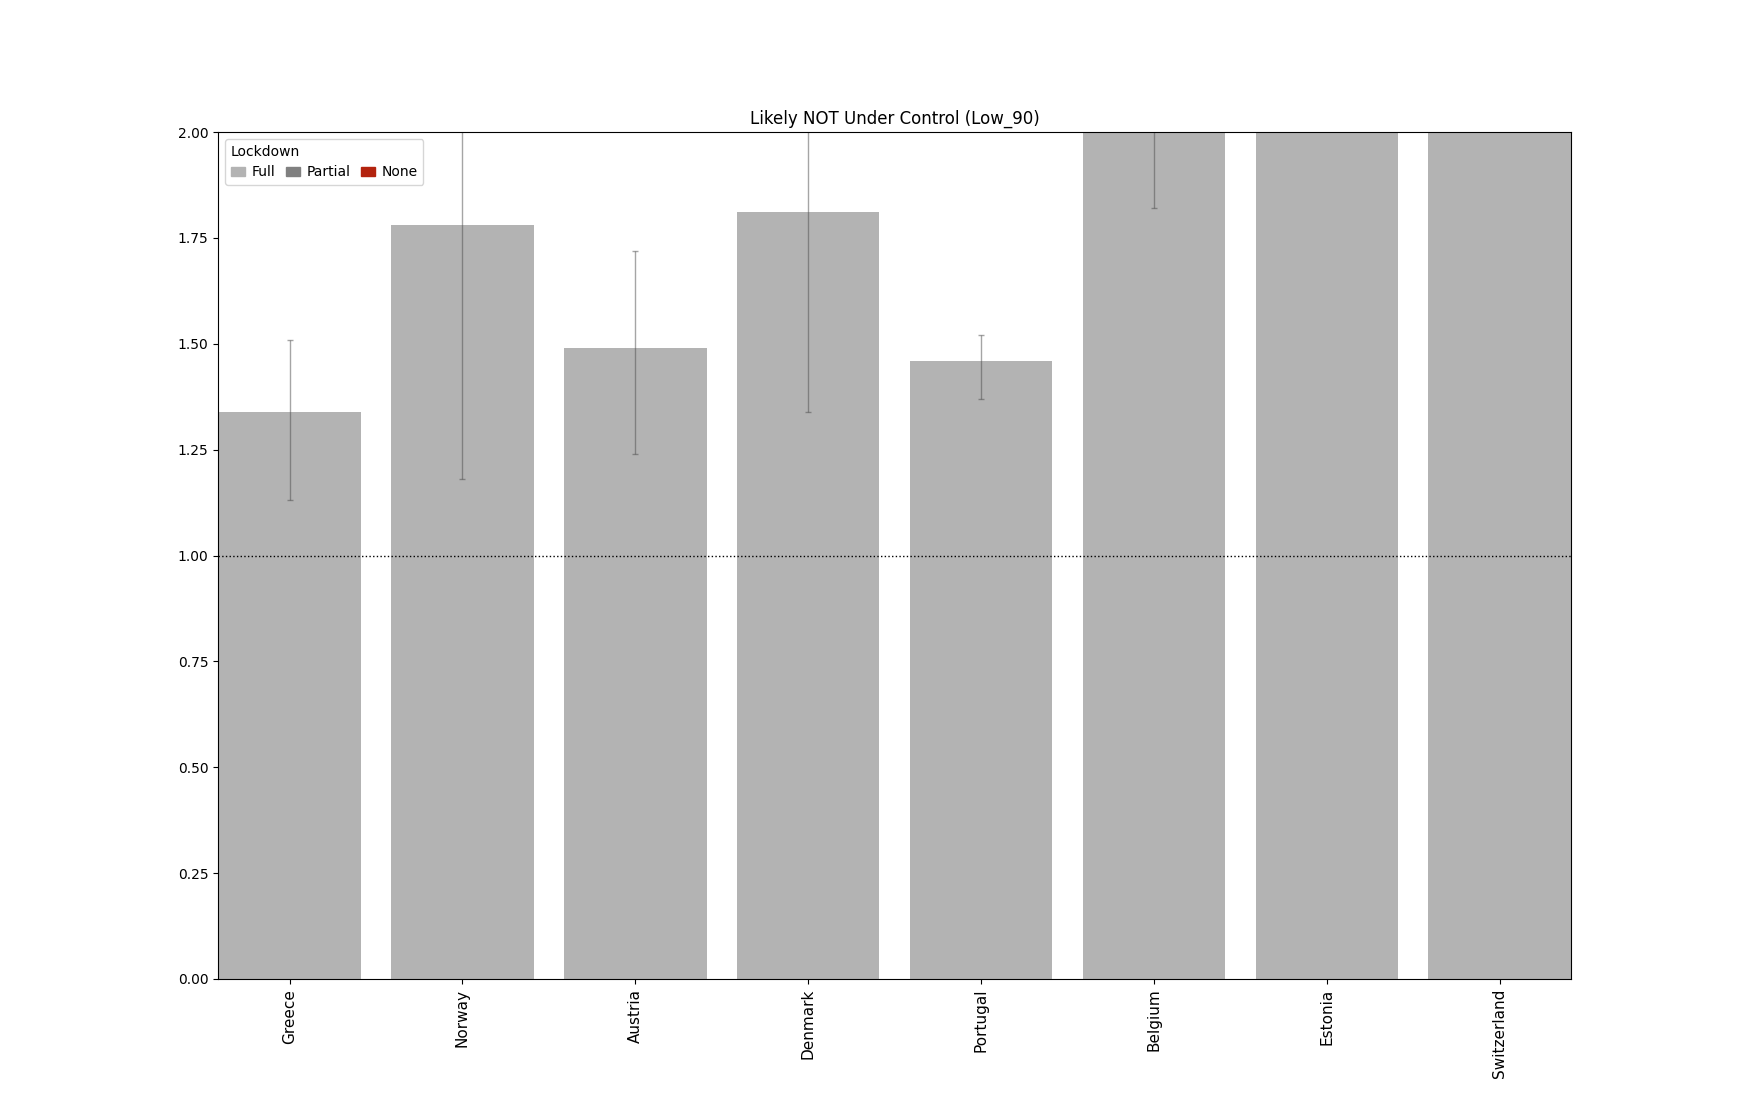 Likely NOT Under Control (Low_90)
Lockdown
Full Partial None
2.00
1.75
1.50
1.25
1.00
0.75
0.50
0.25
0.00
Greece
Norway
Austria
Denmark
Portugal
Belgium
Estonia
Switzerland